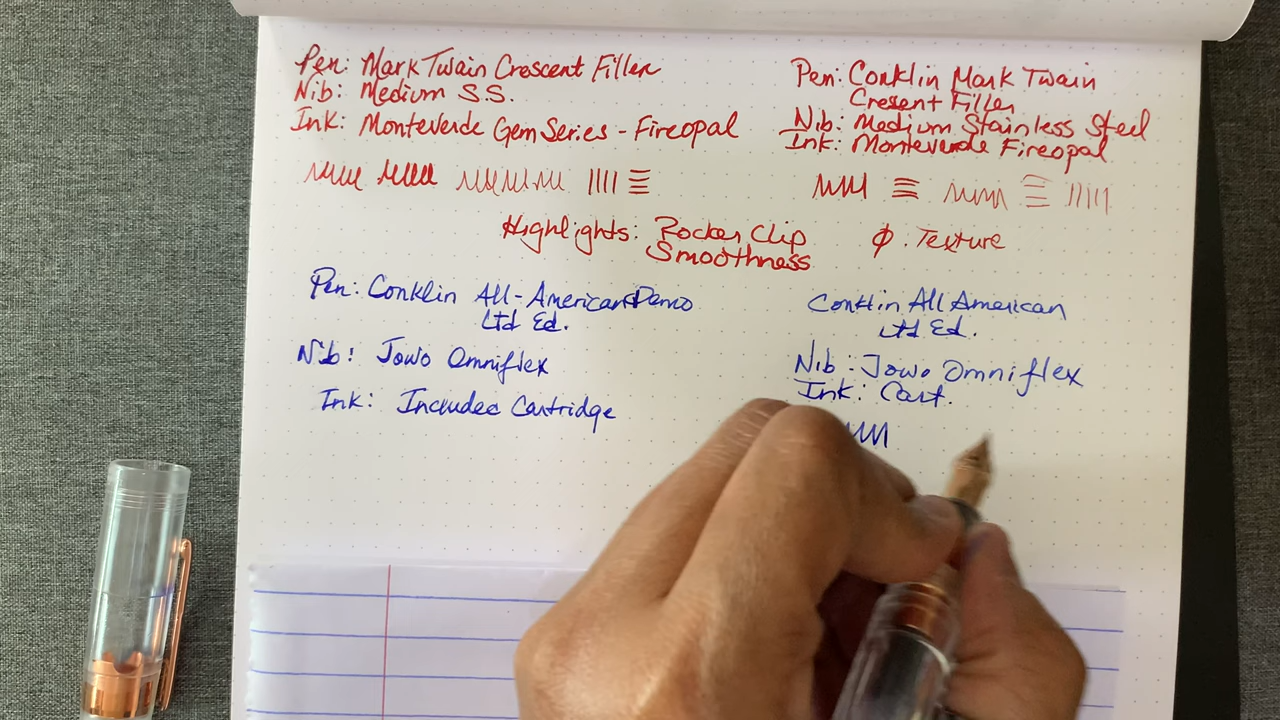 Pen: Mark Twain Crescent Filler
Nib: Medium S.S.
Ink: Monteverde Gem Series - Fireopal
Pen: Conklin Mark Twain
Cresent Filler
Nib: Medium Stainless Steel
Ink: Monteverde Fireopal
Highlights: Rocker Clip
Smoothness
φ. Texture
Pen: Conklin All-American Demo
Ltd Ed.
Nib: Jowo Omniflex
Ink: Includec Cartridge
Conklin All American
Ltd Ed.
Nib: Jowo Omniflex
Ink: Cart.